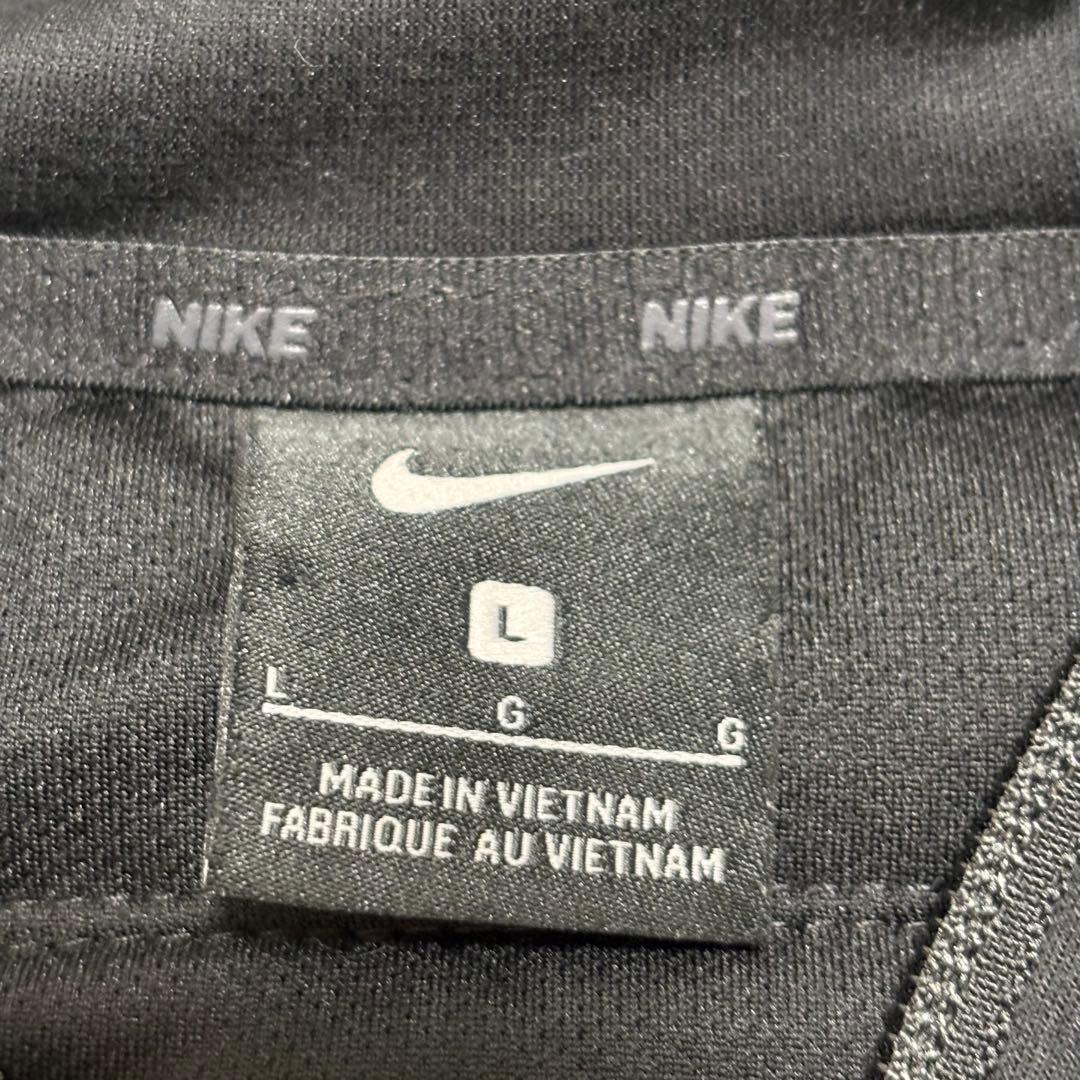 NIKE NIKE
L
L G G
MADE IN VIETNAM
FABRIQUE AU VIETNAM